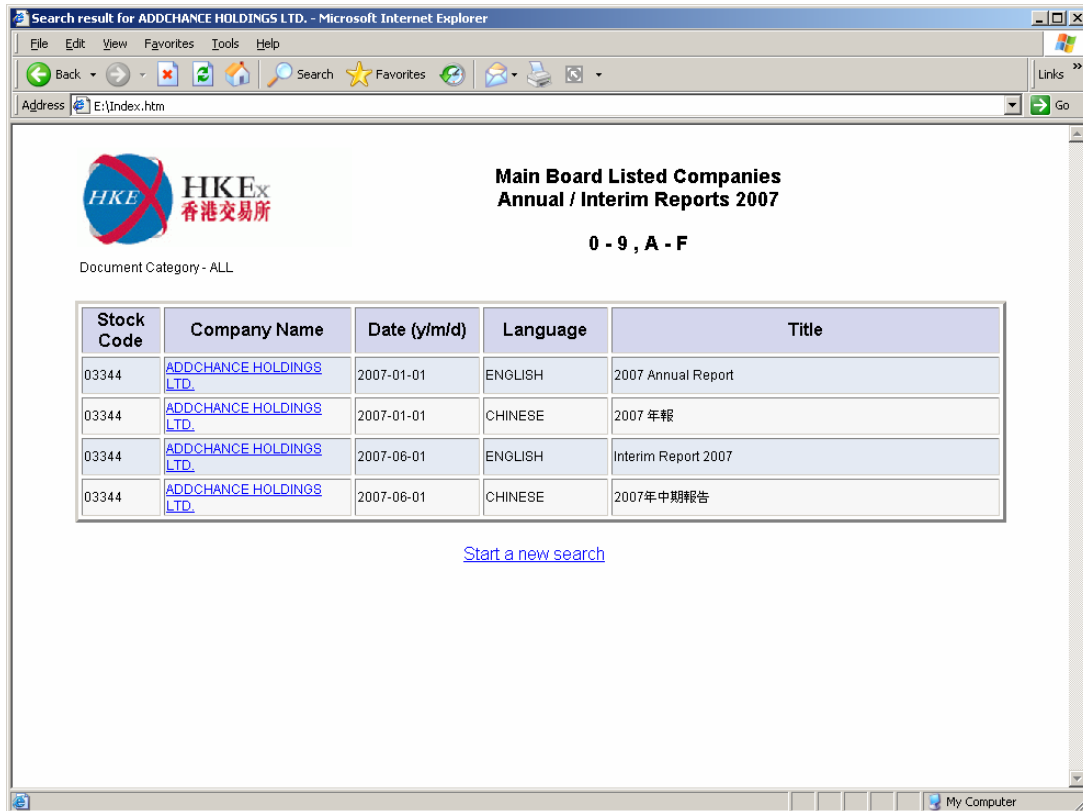 Search result for ADDCHANCE HOLDINGS LTD. - Microsoft Internet Explorer
File Edit View Favorites Tools Help
Back Search Favorites Links »
Address E:\Index.htm Go
HKE HKEx
香港交易所
Main Board Listed Companies
Annual / Interim Reports 2007
0 - 9 , A - F
Document Category - ALL
Stock Code Company Name Date (y/m/d) Language Title
03344 ADDCHANCE HOLDINGS LTD. 2007-01-01 ENGLISH 2007 Annual Report
03344 ADDCHANCE HOLDINGS LTD. 2007-01-01 CHINESE 2007 年報
03344 ADDCHANCE HOLDINGS LTD. 2007-06-01 ENGLISH Interim Report 2007
03344 ADDCHANCE HOLDINGS LTD. 2007-06-01 CHINESE 2007年中期報告
Start a new search
My Computer